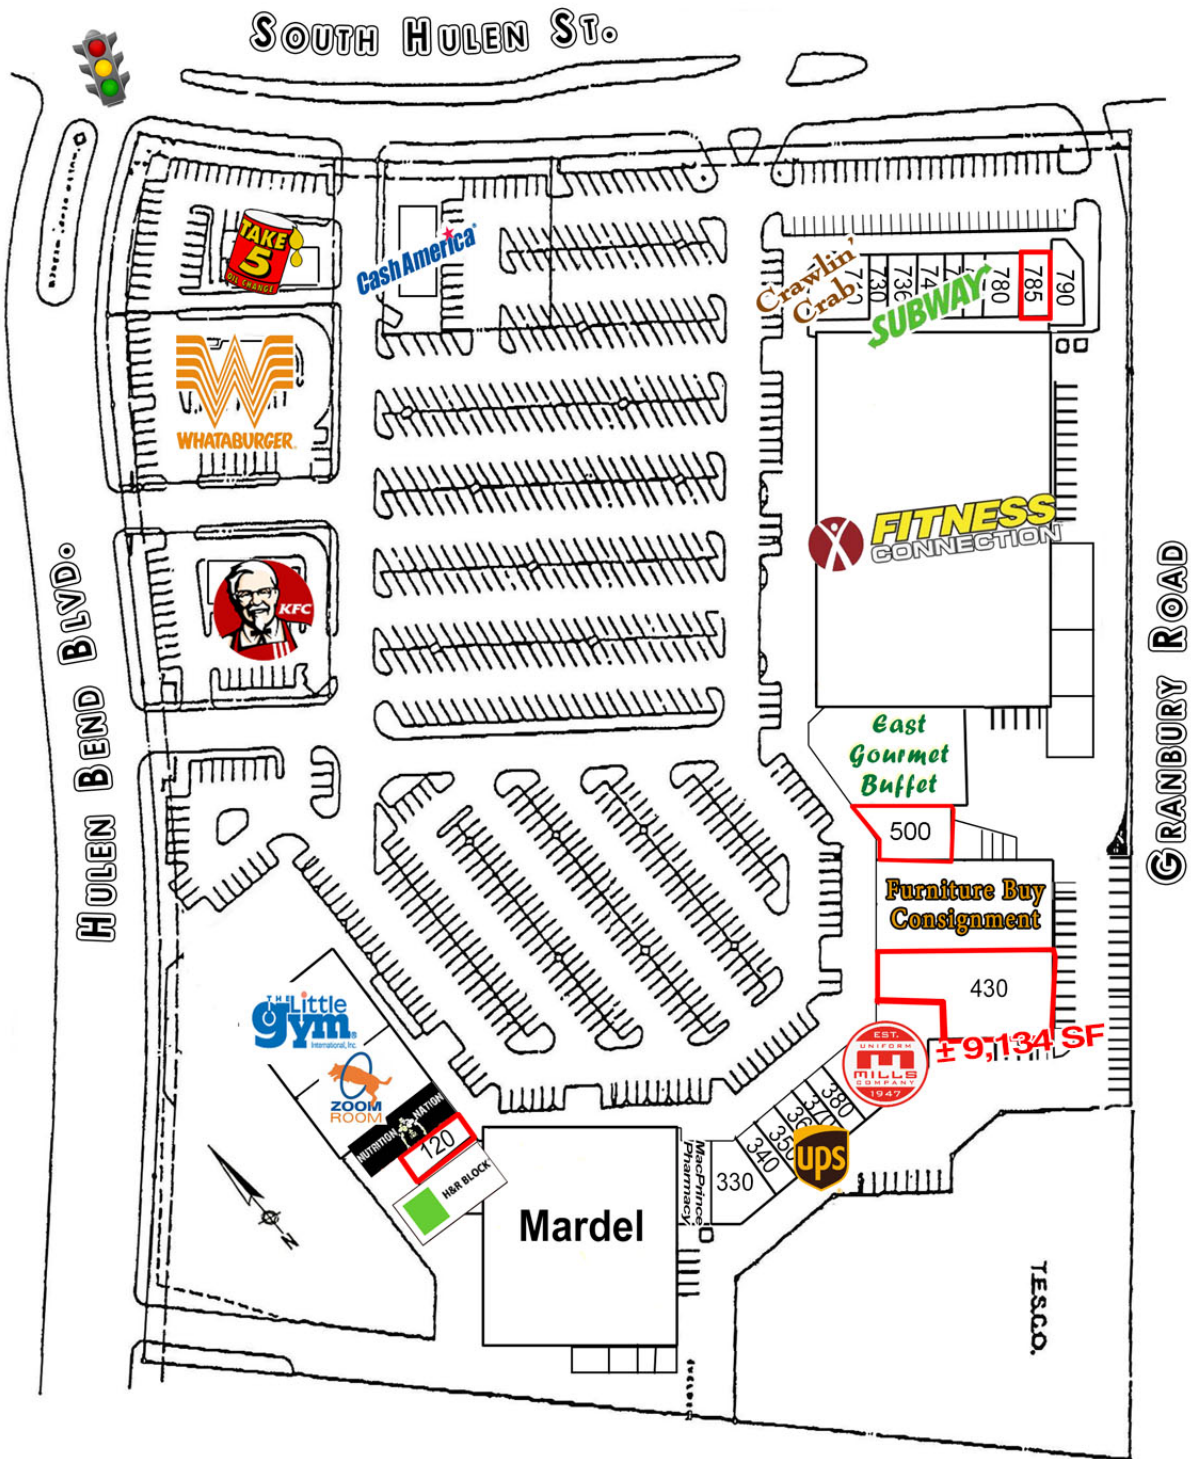 SOUTH HULEN ST.
TAKE
5
OIL CHANGE
CashAmerica
Crawlin'
Crab
730
736
SUBWAY
780
785
790
WHATABURGER
FITNESS
CONNECTION
KFC
HULEN BEND BLVD.
GRANBURY ROAD
East
Gourmet
Buffet
500
Furniture Buy
Consignment
430
± 9,134 SF
THE Little
gym
International, Inc.
ZOOM
ROOM
NUTRITION NATION
120
H&R BLOCK
EST.
UNIFORM
MILLS
COMPANY
1947
380
350
340
330
ups
MacPrince
Pharmacy
Mardel
N
T.E.S.C.O.